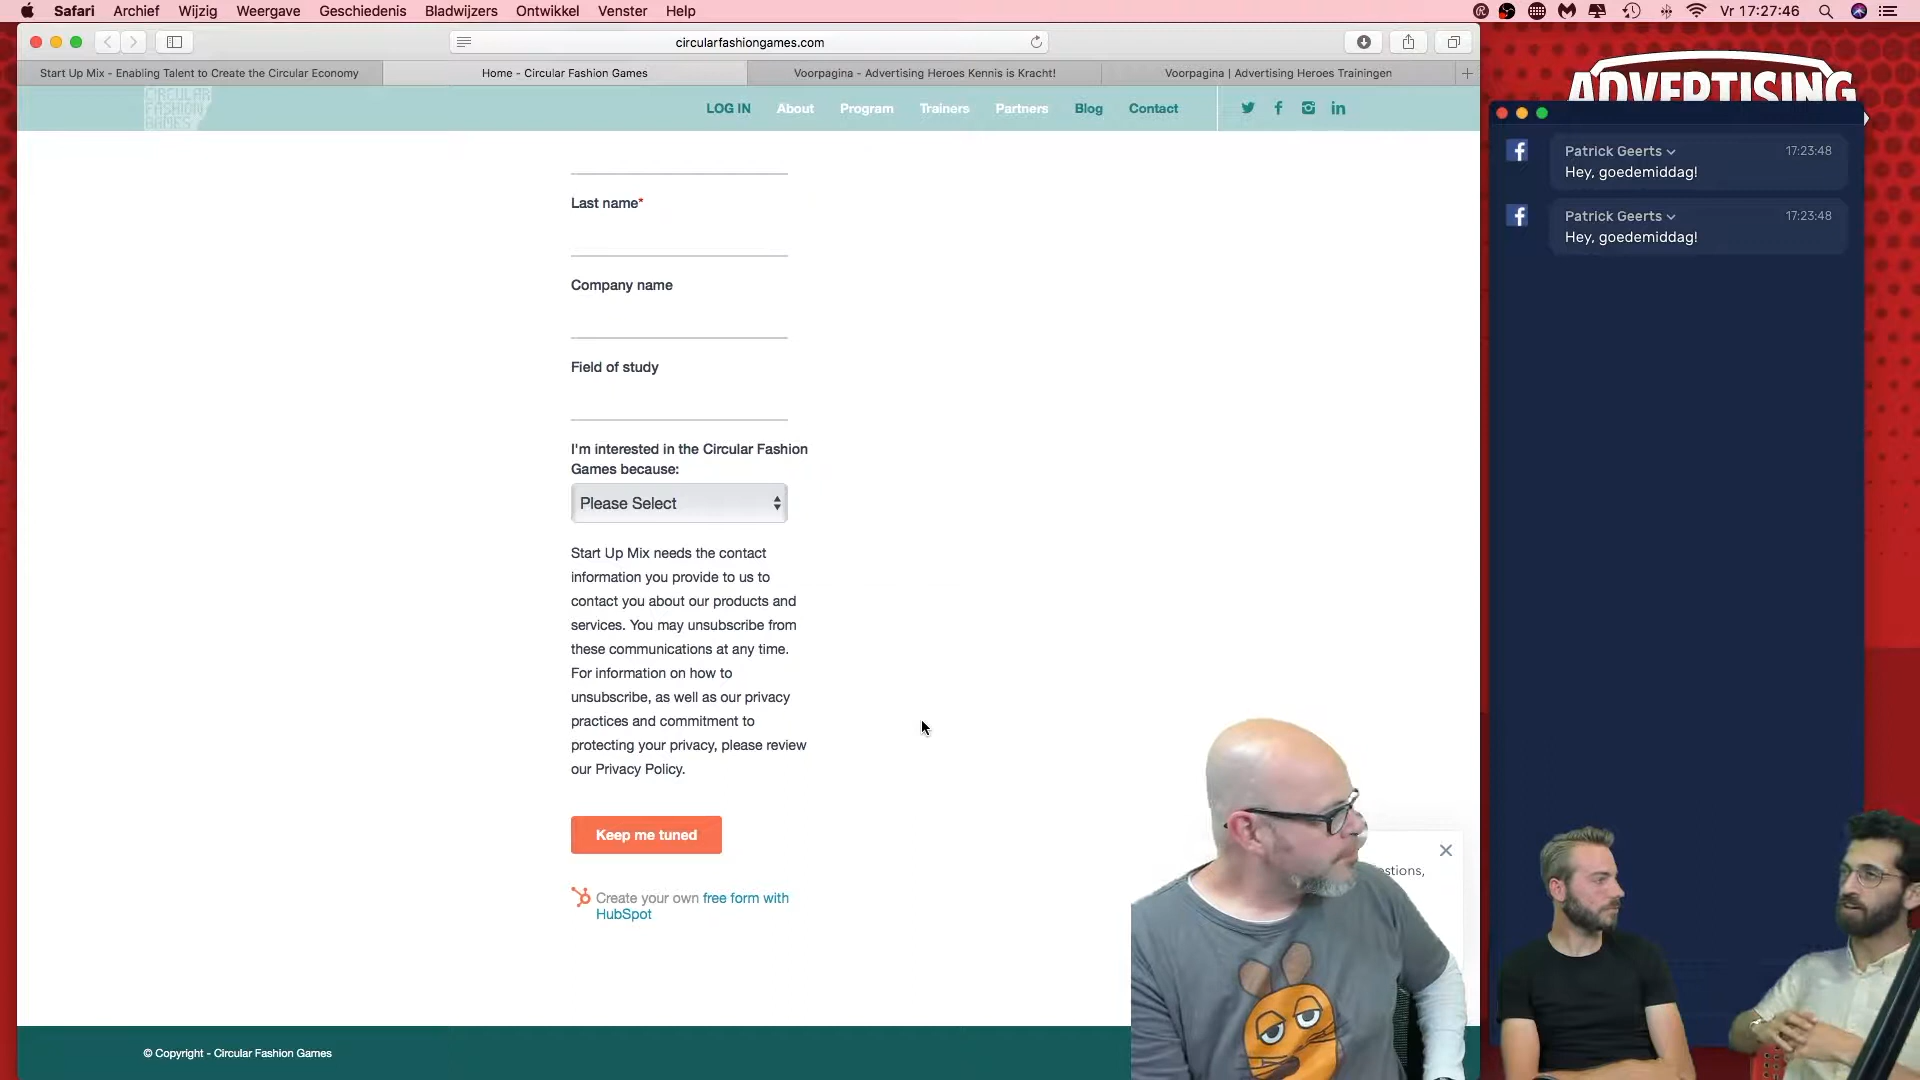 Safari Archief Wijzig Weergave Geschiedenis Bladwijzers Ontwikkel Venster Help
Vr 17:27:46
circularfashiongames.com
Start Up Mix - Enabling Talent to Create the Circular Economy
Home - Circular Fashion Games
Voorpagina - Advertising Heroes Kennis is Kracht!
Voorpagina | Advertising Heroes Trainingen
ADVERTISING
CIRCULAR
FASHION
GAMES
LOG IN About Program Trainers Partners Blog Contact
Patrick Geerts 17:23:48
Hey, goedemiddag!
Patrick Geerts 17:23:48
Hey, goedemiddag!
Last name*
Company name
Field of study
I'm interested in the Circular Fashion
Games because:
Please Select
Start Up Mix needs the contact
information you provide to us to
contact you about our products and
services. You may unsubscribe from
these communications at any time.
For information on how to
unsubscribe, as well as our privacy
practices and commitment to
protecting your privacy, please review
our Privacy Policy.
Keep me tuned
Create your own free form with
HubSpot
© Copyright - Circular Fashion Games